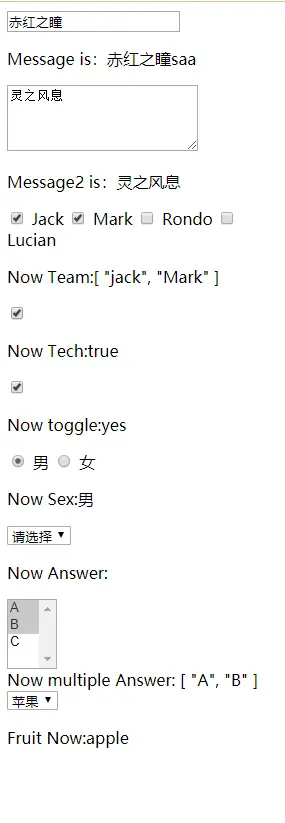 赤红之瞳
Message is：赤红之瞳saa
灵之风息
Message2 is：灵之风息
Jack Mark Rondo
Lucian
Now Team:[ "jack", "Mark" ]
Now Tech:true
Now toggle:yes
男 女
Now Sex:男
请选择
Now Answer:
A
B
C
Now multiple Answer: [ "A", "B" ]
苹果
Fruit Now:apple